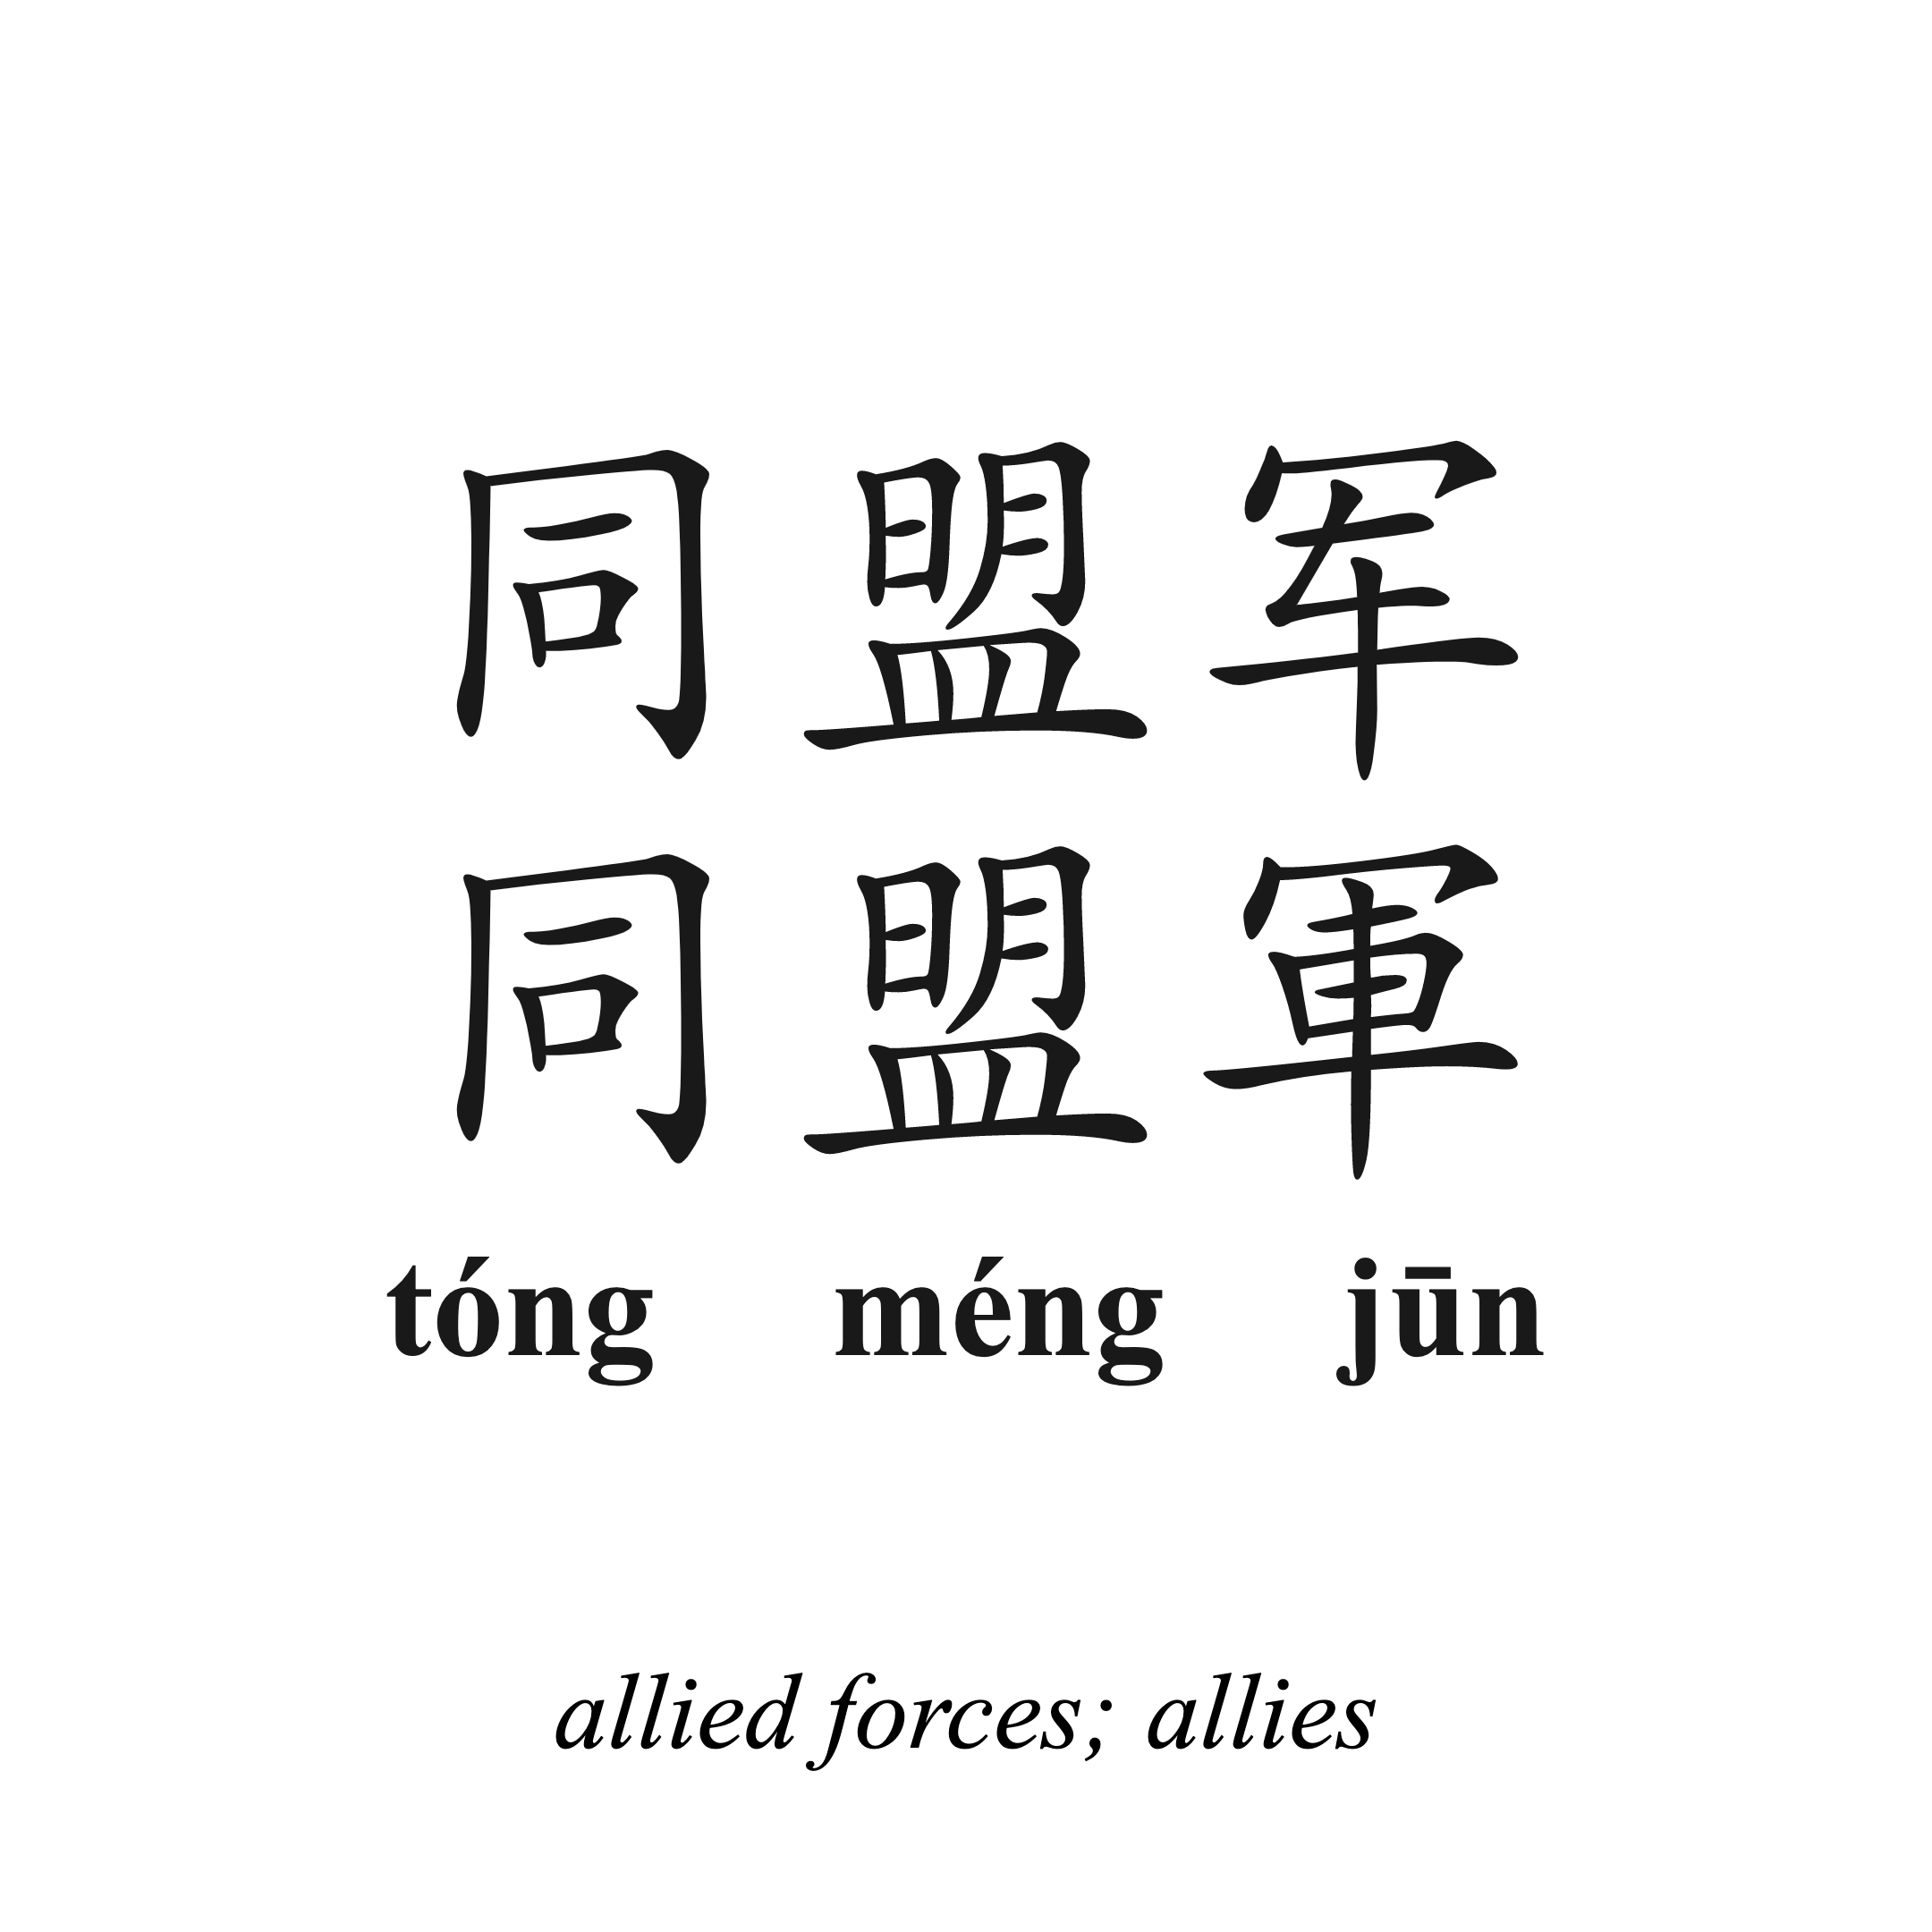 同盟军
同盟軍
tóng méng jūn
allied forces; allies